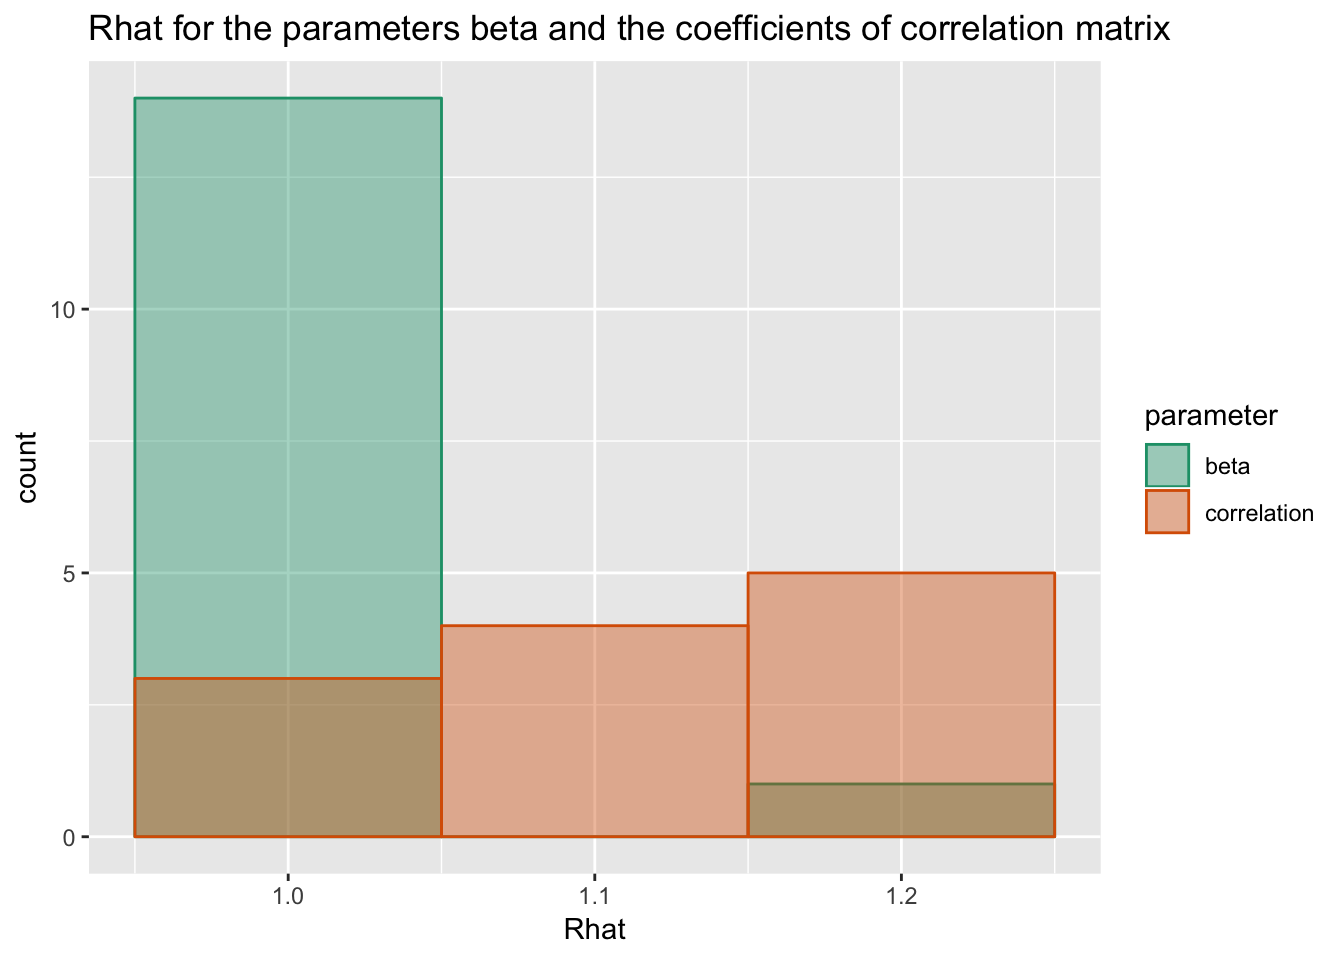 Rhat for the parameters beta and the coefficients of correlation matrix
10
5
0
count
1.0 1.1 1.2
Rhat
parameter
beta
correlation